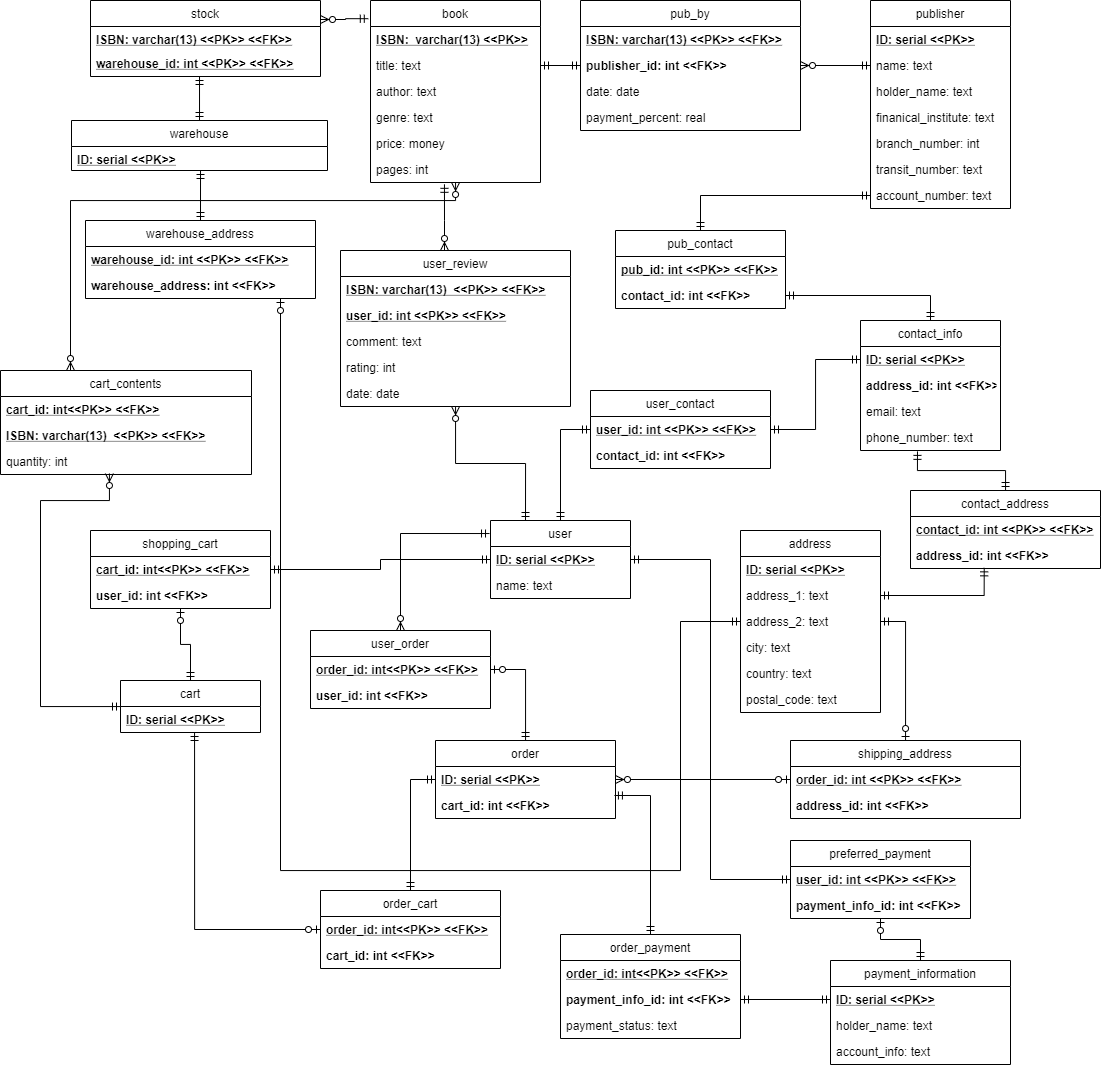 stock
ISBN: varchar(13) <<PK>> <<FK>>
warehouse_id: int <<PK>> <<FK>>
book
ISBN:  varchar(13) <<PK>>
title: text
author: text
genre: text
price: money
pages: int
pub_by
ISBN: varchar(13) <<PK>> <<FK>>
publisher_id: int <<FK>>
date: date
payment_percent: real
publisher
ID: serial <<PK>>
name: text
holder_name: text
finanical_institute: text
branch_number: int
transit_number: text
account_number: text
warehouse
ID: serial <<PK>>
warehouse_address
warehouse_id: int <<PK>> <<FK>>
warehouse_address: int <<FK>>
user_review
ISBN: varchar(13)  <<PK>> <<FK>>
user_id: int <<PK>> <<FK>>
comment: text
rating: int
date: date
pub_contact
pub_id: int <<PK>> <<FK>>
contact_id: int <<FK>>
contact_info
ID: serial <<PK>>
address_id: int <<FK>>
email: text
phone_number: text
cart_contents
cart_id: int<<PK>> <<FK>>
ISBN: varchar(13)  <<PK>> <<FK>>
quantity: int
user_contact
user_id: int <<PK>> <<FK>>
contact_id: int <<FK>>
contact_address
contact_id: int <<PK>> <<FK>>
address_id: int <<FK>>
shopping_cart
cart_id: int<<PK>> <<FK>>
user_id: int <<FK>>
user
ID: serial <<PK>>
name: text
address
ID: serial <<PK>>
address_1: text
address_2: text
city: text
country: text
postal_code: text
user_order
order_id: int<<PK>> <<FK>>
user_id: int <<FK>>
cart
ID: serial <<PK>>
order
ID: serial <<PK>>
cart_id: int <<FK>>
shipping_address
order_id: int <<PK>> <<FK>>
address_id: int <<FK>>
preferred_payment
user_id: int <<PK>> <<FK>>
payment_info_id: int <<FK>>
order_cart
order_id: int<<PK>> <<FK>>
cart_id: int <<FK>>
order_payment
order_id: int<<PK>> <<FK>>
payment_info_id: int <<FK>>
payment_status: text
payment_information
ID: serial <<PK>>
holder_name: text
account_info: text